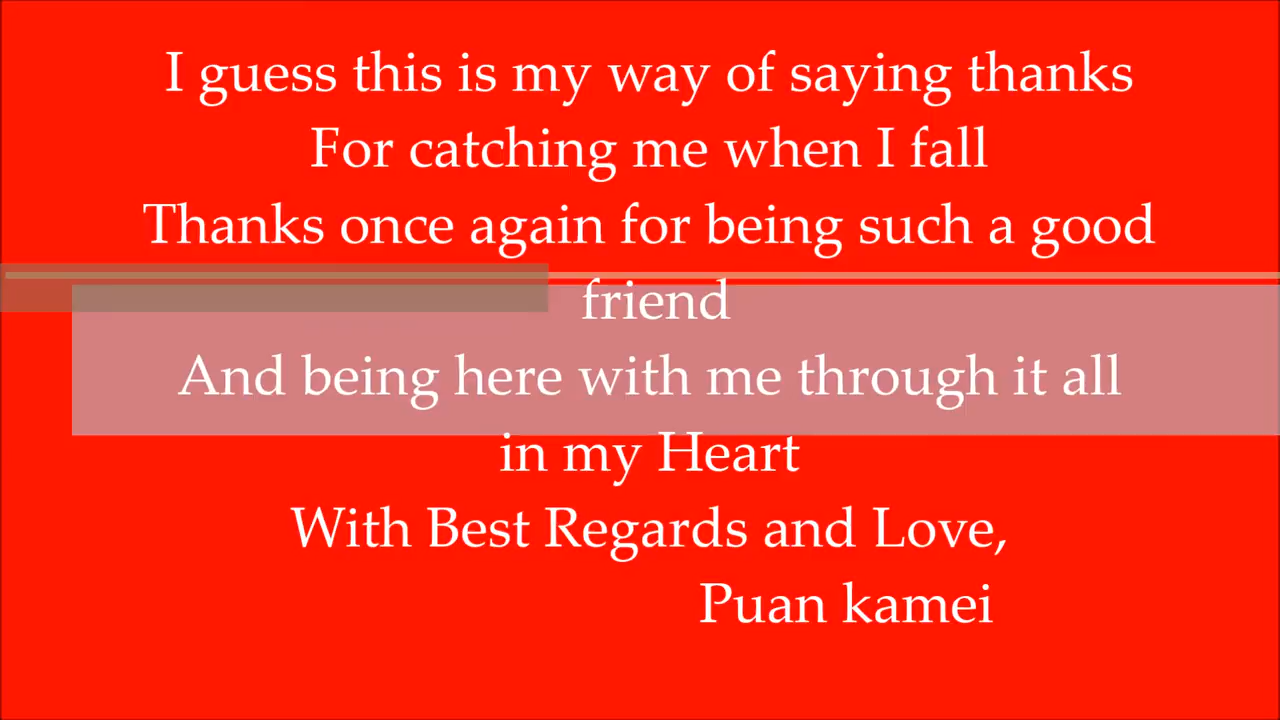 I guess this is my way of saying thanks
For catching me when I fall
Thanks once again for being such a good
friend
And being here with me through it all
in my Heart
With Best Regards and Love,
Puan kamei